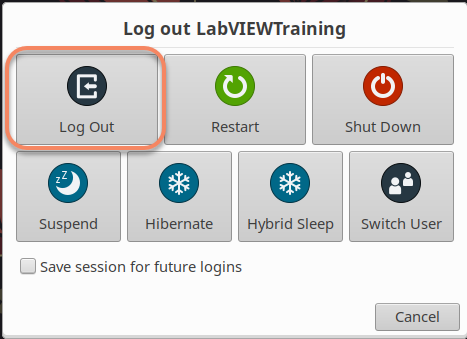 Log out LabVIEWTraining
Log Out Restart Shut Down
z Z
Suspend Hibernate Hybrid Sleep Switch User
Save session for future logins
Cancel